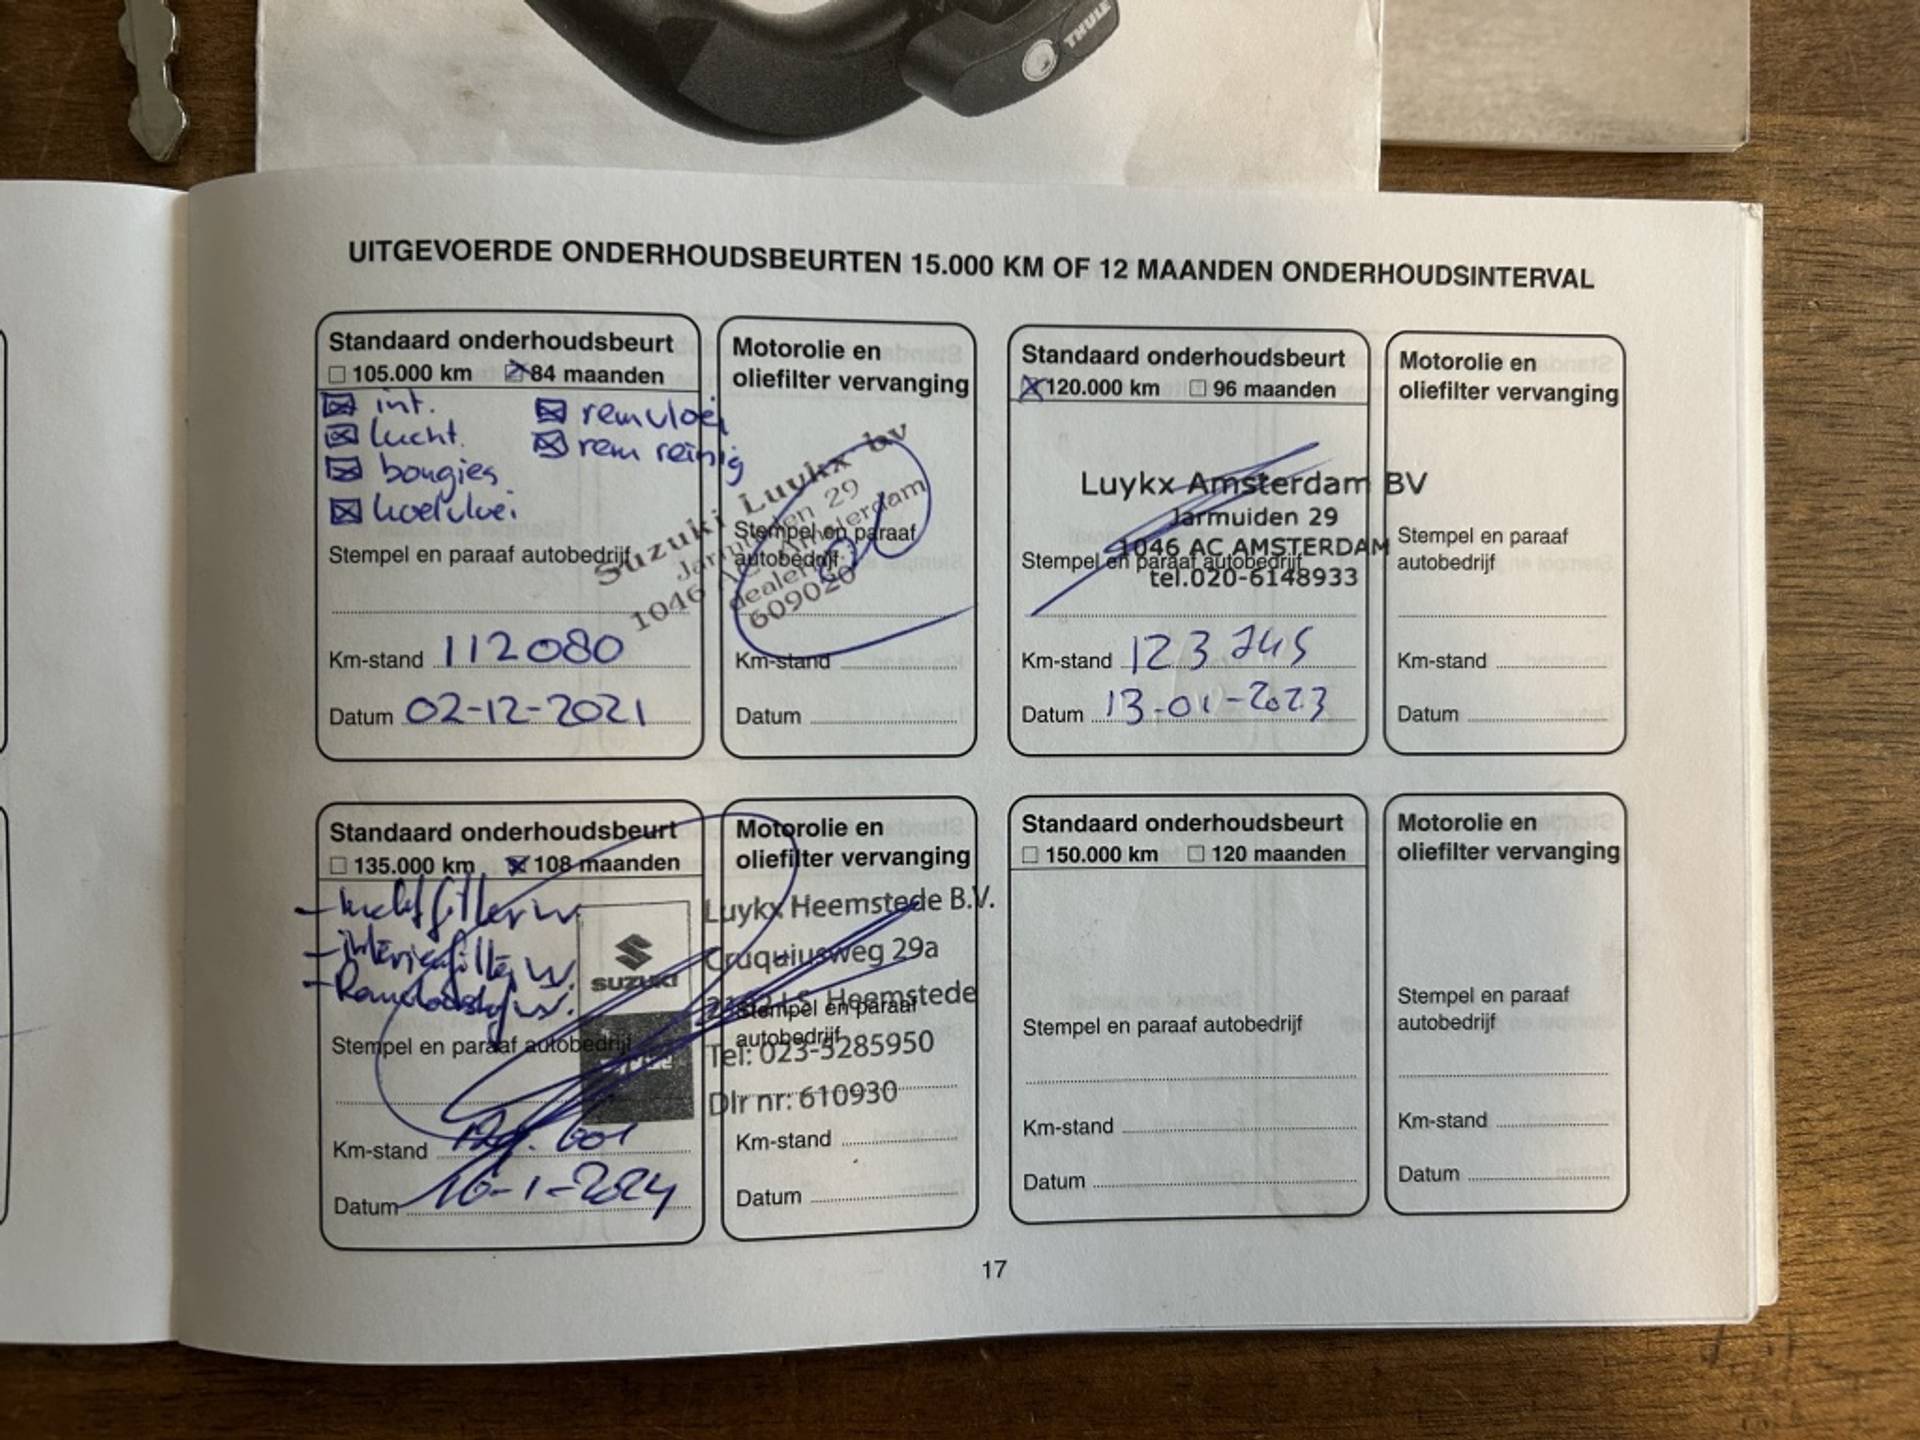 THULE
UITGEVOERDE ONDERHOUDSBEURTEN 15.000 KM OF 12 MAANDEN ONDERHOUDSINTERVAL
Standaard onderhoudsbeurt
105.000 km 84 maanden
int.
lucht.
bougies
koelvloei
remvloei
rem reinig
Stempel en paraaf autobedrijf
Km-stand 112080
Datum 02-12-2021
Motorolie en
oliefilter vervanging
Suzuki Luykx bv
Jarmuiden 29
1046 AC Amsterdam
dealernr.
609020
Stempel en paraaf
autobedrijf
Km-stand
Datum
Standaard onderhoudsbeurt
120.000 km 96 maanden
Luykx Amsterdam BV
Jarmuiden 29
1046 AC AMSTERDAM
tel.020-6148933
Stempel en paraaf autobedrijf
Km-stand 123745
Datum 13-01-2023
Motorolie en
oliefilter vervanging
Stempel en paraaf
autobedrijf
Km-stand
Datum
Standaard onderhoudsbeurt
135.000 km 108 maanden
- luchtfilter w
- interieurfilter w.
- Remvloeistof w.
SUZUKI
Stempel en paraaf autobedrijf
Km-stand
Datum 16-1-2024
Motorolie en
oliefilter vervanging
Luykx Heemstede B.V.
Cruquiusweg 29a
Heemstede
Tel: 023-5285950
Dlr nr: 610930
Stempel en paraaf
autobedrijf
Km-stand
Datum
Standaard onderhoudsbeurt
150.000 km 120 maanden
Stempel en paraaf autobedrijf
Km-stand
Datum
Motorolie en
oliefilter vervanging
Stempel en paraaf
autobedrijf
Km-stand
Datum
17